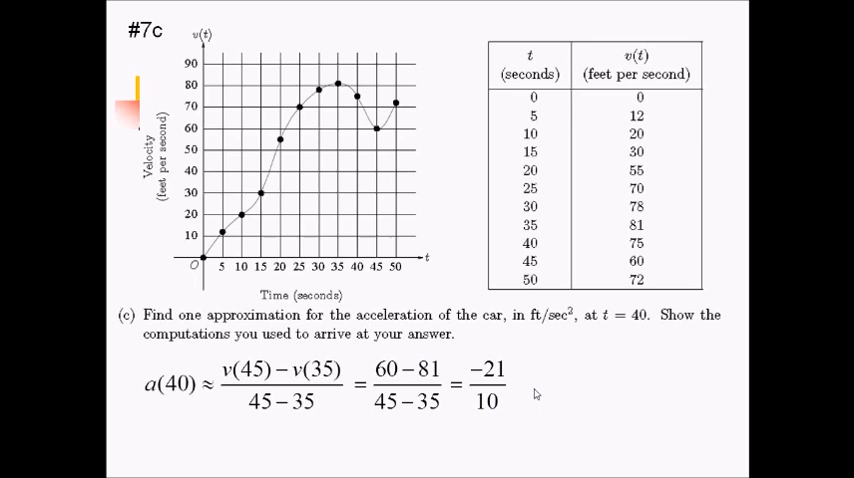 #7c
v(t)
90
80
70
60
50
40
30
20
10
O
5 10 15 20 25 30 35 40 45 50
t
Velocity
(feet per second)
Time (seconds)
t v(t)
(seconds) (feet per second)
0 0
5 12
10 20
15 30
20 55
25 70
30 78
35 81
40 75
45 60
50 72
(c) Find one approximation for the acceleration of the car, in ft/sec², at t = 40. Show the
computations you used to arrive at your answer.
a(40) ≈ (v(45) − v(35))/(45 − 35) = (60 − 81)/(45 − 35) = −21/10